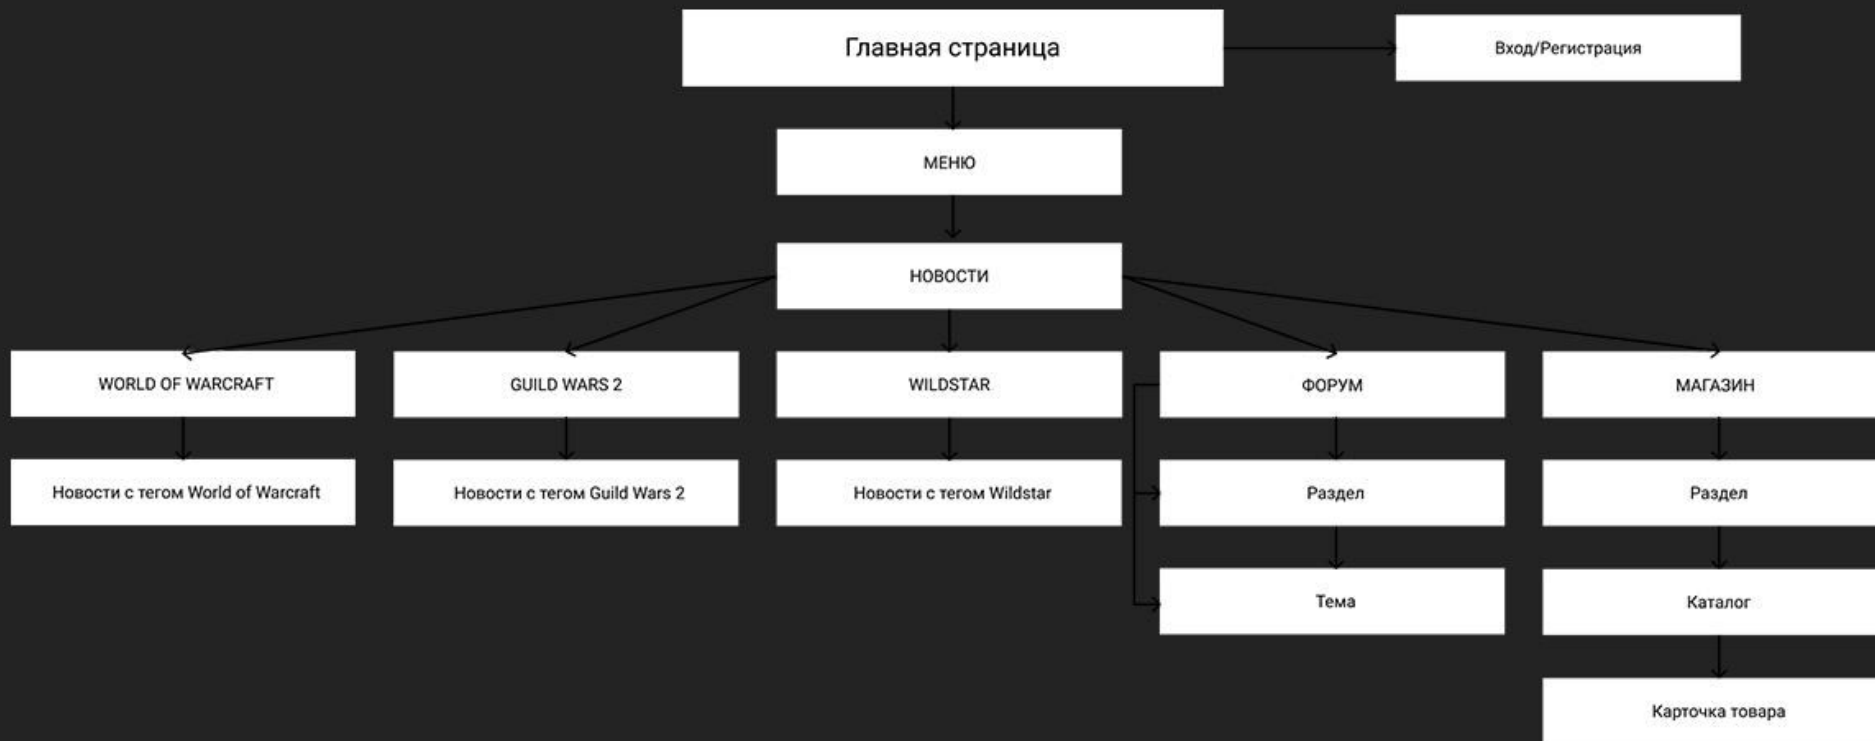 Главная страница
Вход/Регистрация
МЕНЮ
НОВОСТИ
WORLD OF WARCRAFT
GUILD WARS 2
WILDSTAR
ФОРУМ
МАГАЗИН
Новости с тегом World of Warcraft
Новости с тегом Guild Wars 2
Новости с тегом Wildstar
Раздел
Раздел
Тема
Каталог
Карточка товара